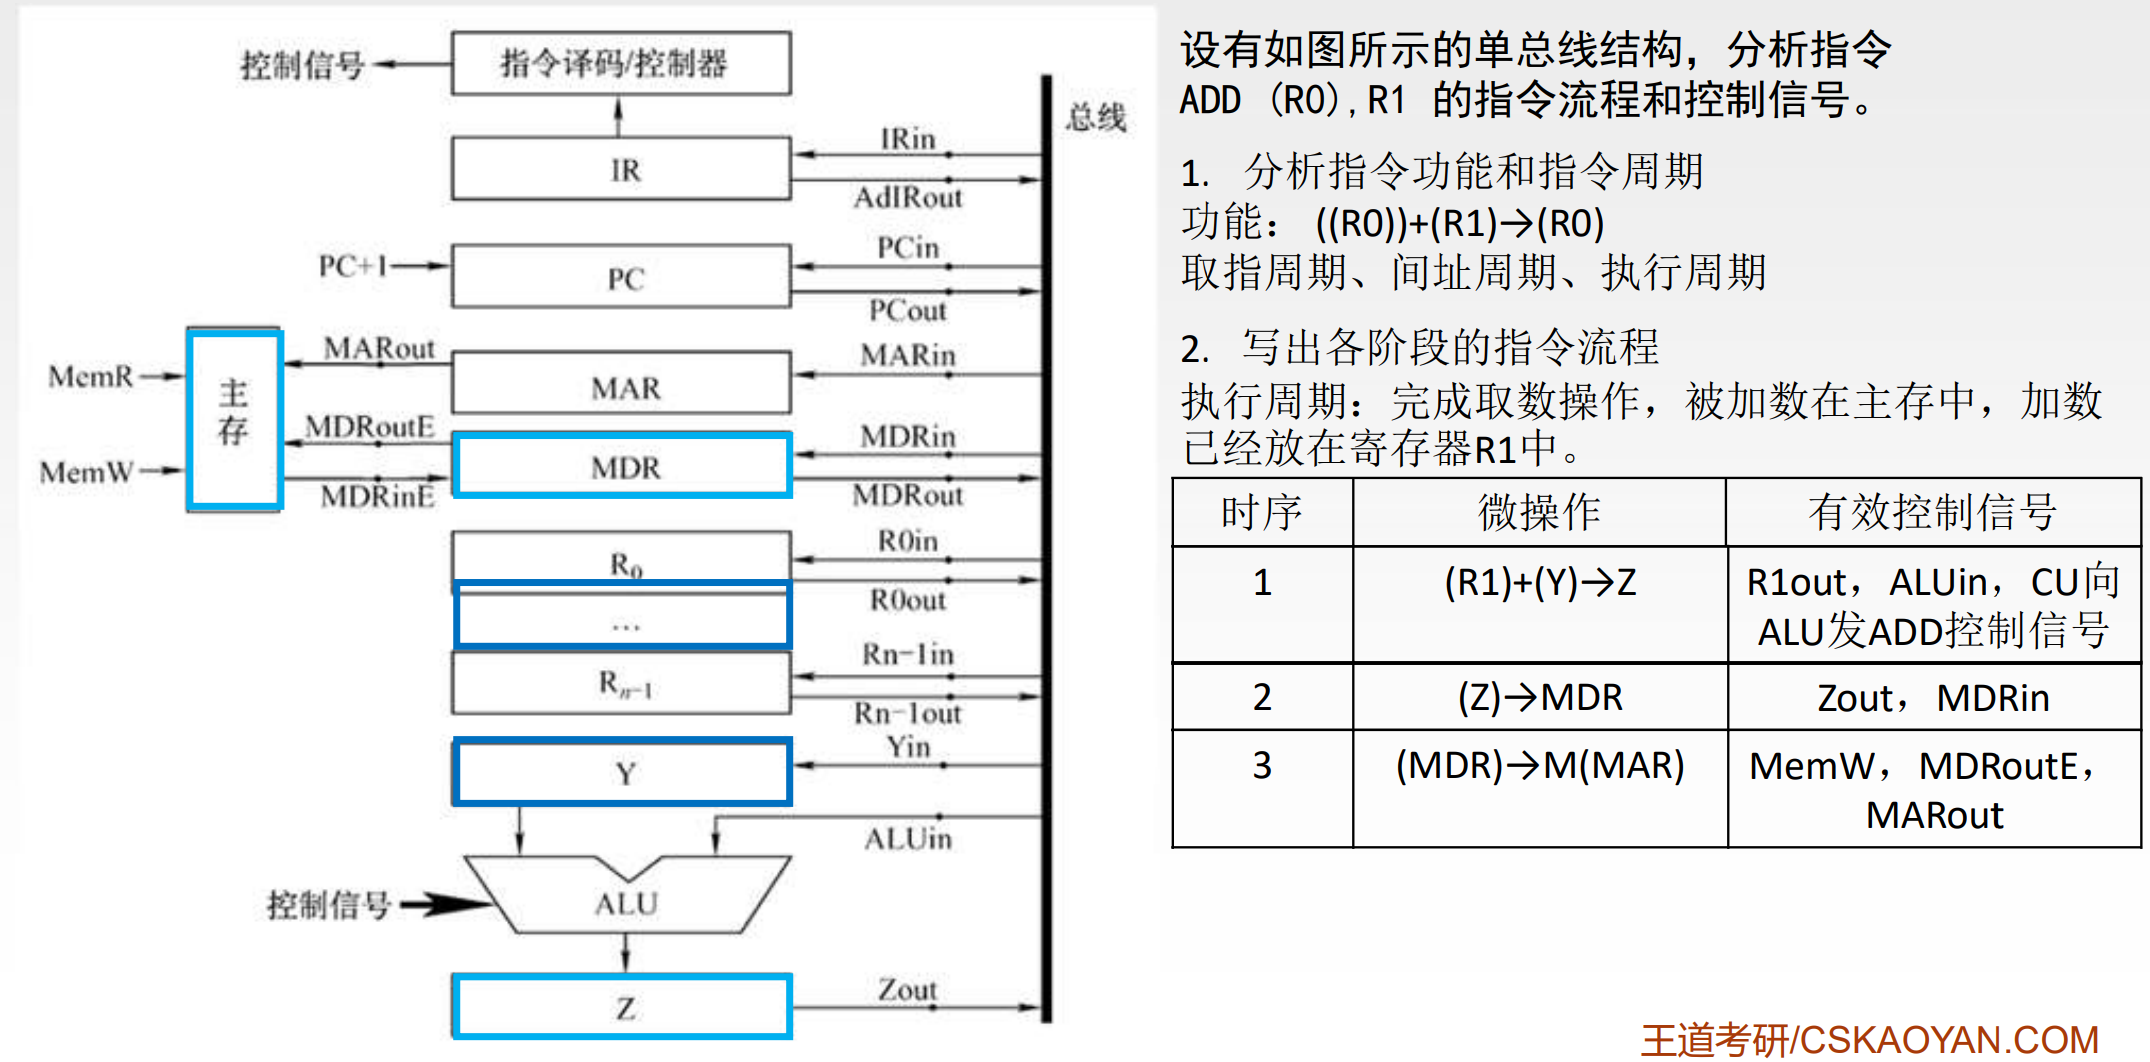 控制信号
指令译码/控制器
总线
IR
IRin
AdIRout
PC+1
PC
PCin
PCout
MemR
MemW
主
存
MARout
MDRoutE
MDRinE
MAR
MARin
MDR
MDRin
MDRout
R0
R0in
R0out
...
Rn-1
Rn-1in
Rn-1out
Y
Yin
ALUin
控制信号
ALU
Z
Zout
设有如图所示的单总线结构，分析指令
ADD (R0),R1 的指令流程和控制信号。
1. 分析指令功能和指令周期
功能： ((R0))+(R1)→(R0)
取指周期、间址周期、执行周期
2. 写出各阶段的指令流程
执行周期：完成取数操作，被加数在主存中，加数
已经放在寄存器R1中。
时序 微操作 有效控制信号
1 (R1)+(Y)→Z R1out，ALUin，CU向
ALU发ADD控制信号
2 (Z)→MDR Zout，MDRin
3 (MDR)→M(MAR) MemW，MDRoutE，
MARout
王道考研/CSKAOYAN.COM